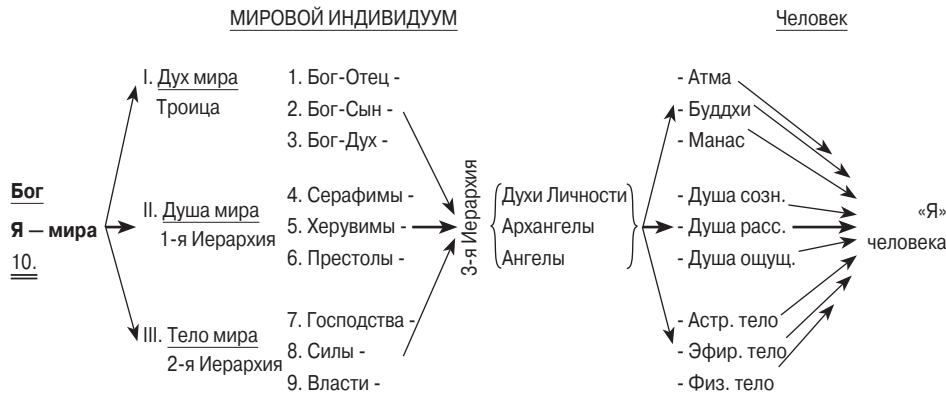 МИРОВОЙ ИНДИВИДУУМ
Человек
Бог
Я — мира
10.
I. Дух мира
Троица
II. Душа мира
1-я Иерархия
III. Тело мира
2-я Иерархия
1. Бог-Отец -
2. Бог-Сын -
3. Бог-Дух -
4. Серафимы -
5. Херувимы -
6. Престолы -
7. Господства -
8. Силы -
9. Власти -
3-я Иерархия
Духи Личности
Архангелы
Ангелы
- Атма
- Буддхи
- Манас
- Душа созн.
- Душа расс.
- Душа ощущ.
- Астр. тело
- Эфир. тело
- Физ. тело
«Я»
человека